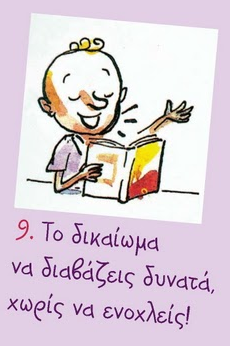 9. Το δικαίωμα
να διαβάζεις δυνατά,
χωρίς να ενοχλείς!